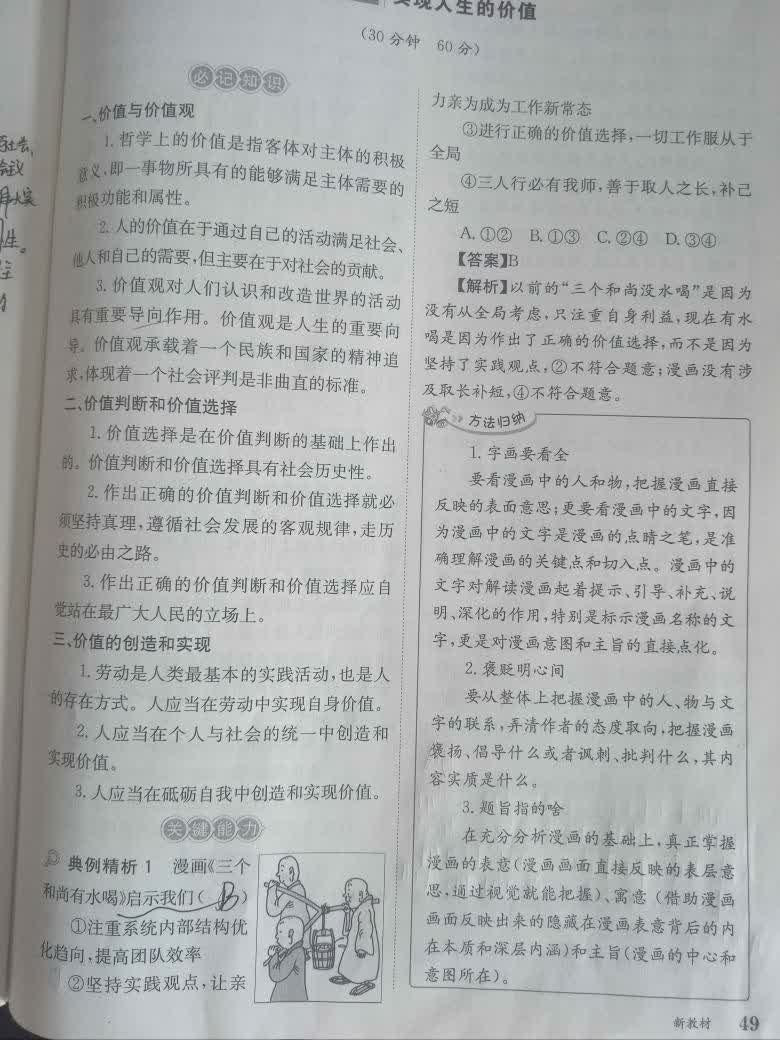 实现人生的价值
(30分钟 60分)
必记知识
一、价值与价值观
1. 哲学上的价值是指客体对主体的积极
意义,即一事物所具有的能够满足主体需要的
积极功能和属性。
2. 人的价值在于通过自己的活动满足社会、
他人和自己的需要,但主要在于对社会的贡献。
3. 价值观对人们认识和改造世界的活动
具有重要导向作用。价值观是人生的重要向
导。价值观承载着一个民族和国家的精神追
求,体现着一个社会评判是非曲直的标准。
二、价值判断和价值选择
1. 价值选择是在价值判断的基础上作出
的。价值判断和价值选择具有社会历史性。
2. 作出正确的价值判断和价值选择就必
须坚持真理,遵循社会发展的客观规律,走历
史的必由之路。
3. 作出正确的价值判断和价值选择应自
觉站在最广大人民的立场上。
三、价值的创造和实现
1. 劳动是人类最基本的实践活动,也是人
的存在方式。人应当在劳动中实现自身价值。
2. 人应当在个人与社会的统一中创造和
实现价值。
3. 人应当在砥砺自我中创造和实现价值。
关键能力
典例精析 1 漫画《三个
和尚有水喝》启示我们( B )
①注重系统内部结构优
化趋向,提高团队效率
②坚持实践观点,让亲
力亲为成为工作新常态
③进行正确的价值选择,一切工作服从于
全局
④三人行必有我师,善于取人之长,补己
之短
A. ①② B. ①③ C. ②④ D. ③④
【答案】B
【解析】以前的“三个和尚没水喝”是因为
没有从全局考虑,只注重自身利益,现在有水
喝是因为作出了正确的价值选择,而不是因为
坚持了实践观点,②不符合题意;漫画没有涉
及取长补短,④不符合题意。
方法归纳
1. 字画要看全
要看漫画中的人和物,把握漫画直接
反映的表面意思;更要看漫画中的文字,因
为漫画中的文字是漫画的点睛之笔,是准
确理解漫画的关键点和切入点。漫画中的
文字对解读漫画起着提示、引导、补充、说
明、深化的作用,特别是标示漫画名称的文
字,更是对漫画意图和主旨的直接点化。
2. 褒贬明心间
要从整体上把握漫画中的人、物与文
字的联系,弄清作者的态度取向,把握漫画
褒扬、倡导什么或者讽刺、批判什么,其内
容实质是什么。
3. 题旨指的啥
在充分分析漫画的基础上,真正掌握
漫画的表意(漫画画面直接反映的表层意
思,通过视觉就能把握)、寓意(借助漫画
画面反映出来的隐藏在漫画表意背后的内
在本质和深层内涵)和主旨(漫画的中心和
意图所在)。
新教材 49